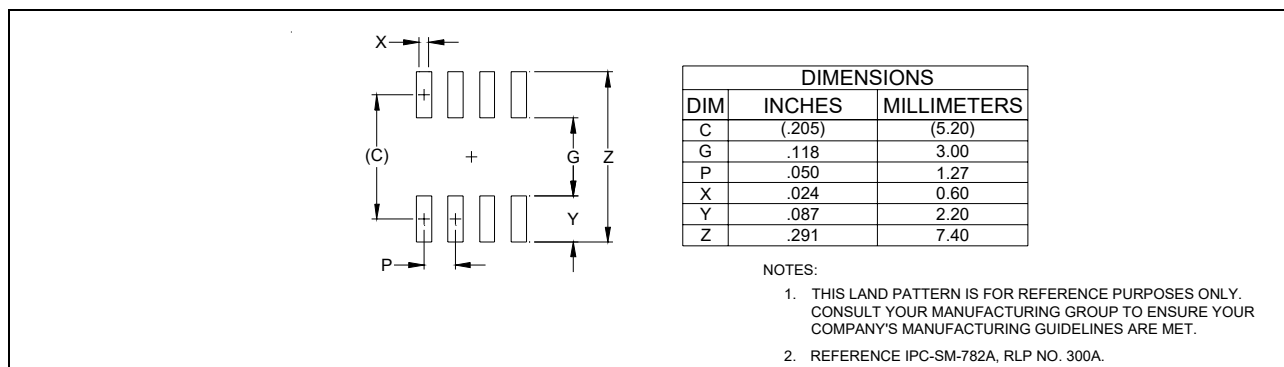 X
(C)
G
Z
Y
P
DIMENSIONS
DIM INCHES MILLIMETERS
C (.205) (5.20)
G .118 3.00
P .050 1.27
X .024 0.60
Y .087 2.20
Z .291 7.40
NOTES:
1. THIS LAND PATTERN IS FOR REFERENCE PURPOSES ONLY.
CONSULT YOUR MANUFACTURING GROUP TO ENSURE YOUR
COMPANY'S MANUFACTURING GUIDELINES ARE MET.
2. REFERENCE IPC-SM-782A, RLP NO. 300A.